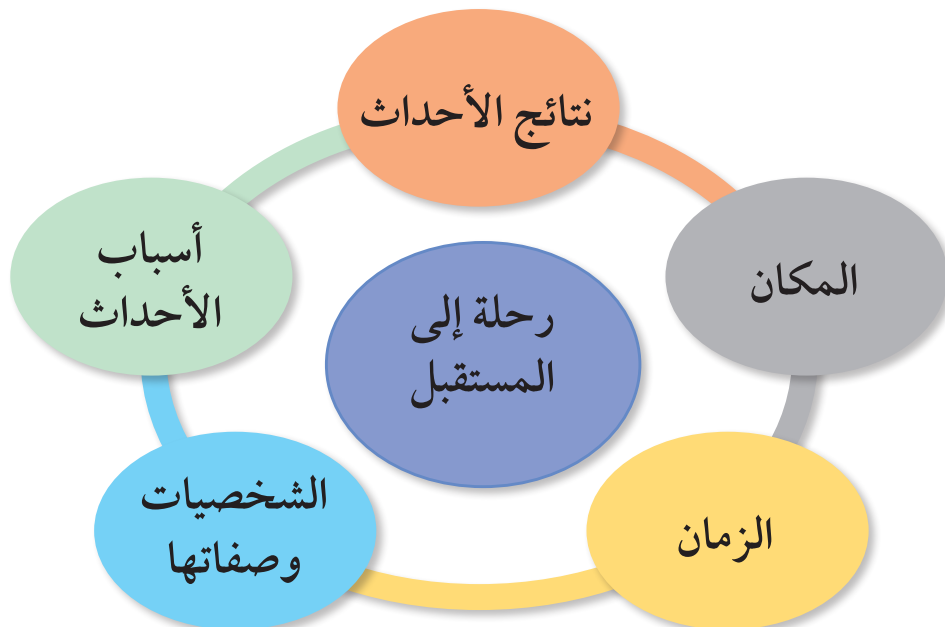 نتائج الأحداث
المكان
أسباب
الأحداث
رحلة إلى
المستقبل
الزمان
الشخصيات
وصفاتها